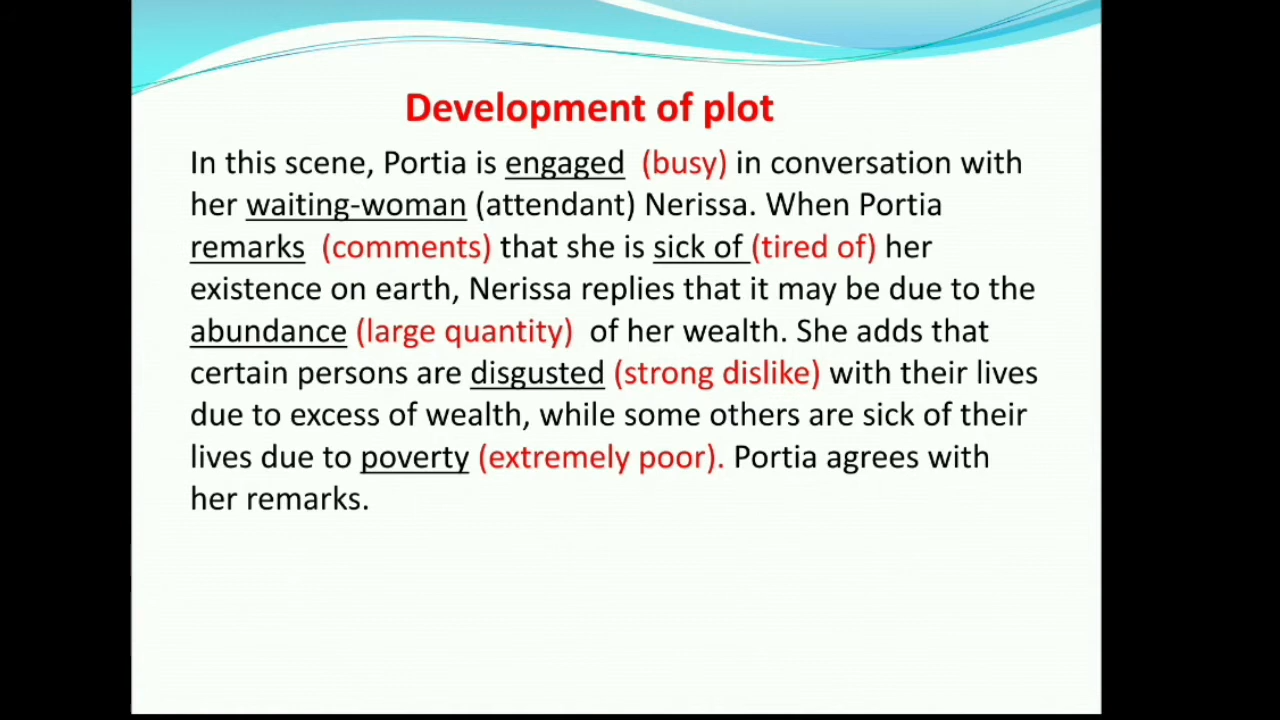 Development of plot
In this scene, Portia is engaged (busy) in conversation with
her waiting-woman (attendant) Nerissa. When Portia
remarks (comments) that she is sick of (tired of) her
existence on earth, Nerissa replies that it may be due to the
abundance (large quantity) of her wealth. She adds that
certain persons are disgusted (strong dislike) with their lives
due to excess of wealth, while some others are sick of their
lives due to poverty (extremely poor). Portia agrees with
her remarks.